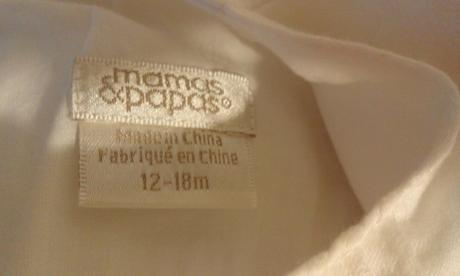 mamas
&papas®
Made in China
Fabriqué en Chine
12-18m